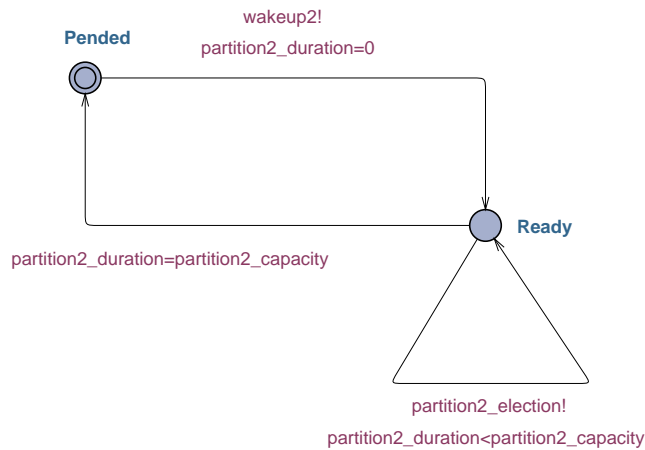 wakeup2!
Pended
partition2_duration=0
Ready
partition2_duration=partition2_capacity
partition2_election!
partition2_duration<partition2_capacity